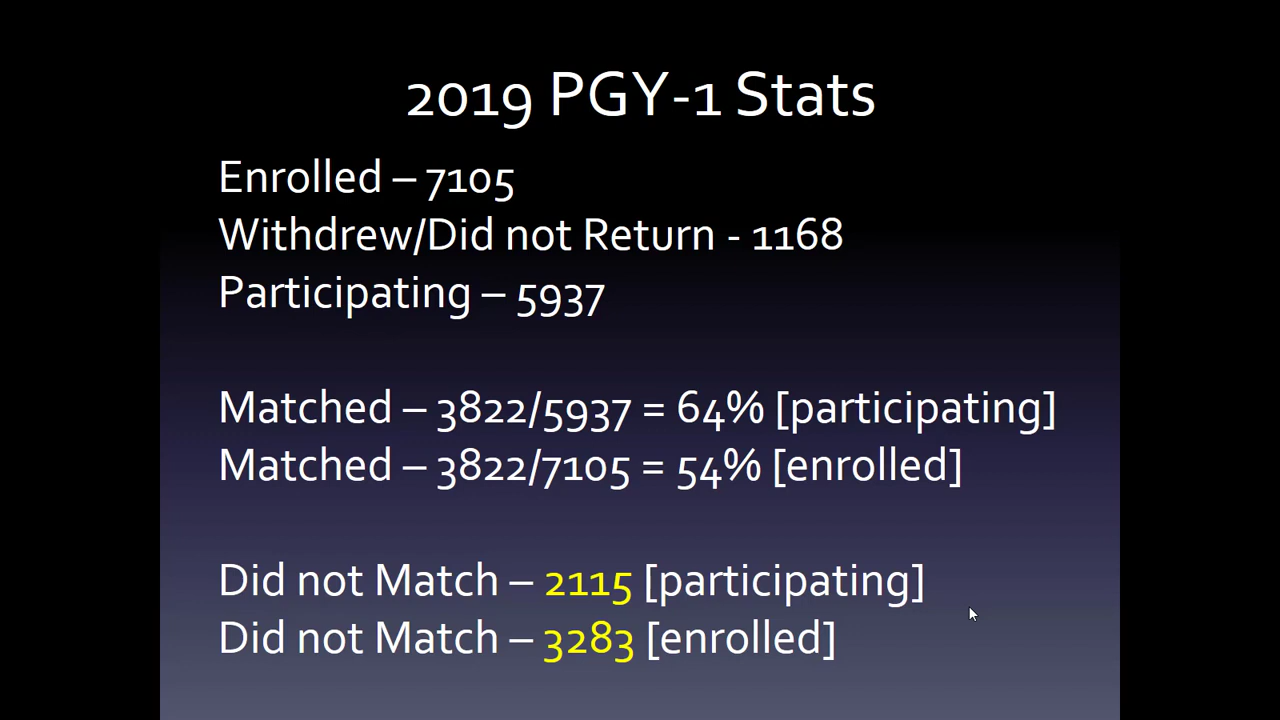 2019 PGY-1 Stats
Enrolled – 7105
Withdrew/Did not Return - 1168
Participating – 5937
Matched – 3822/5937 = 64% [participating]
Matched – 3822/7105 = 54% [enrolled]
Did not Match – 2115 [participating]
Did not Match – 3283 [enrolled]